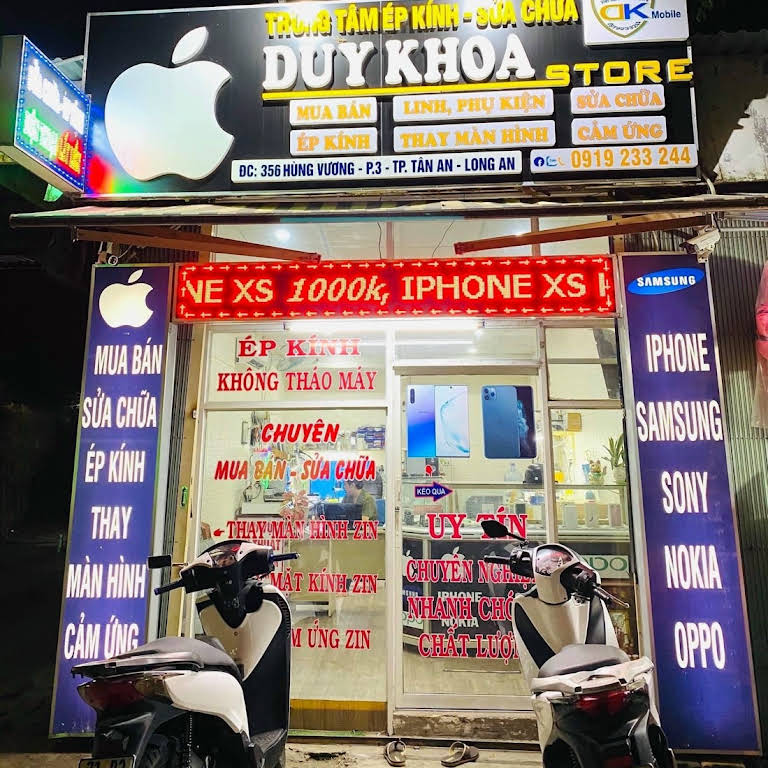 TRUNG TÂM ÉP KÍNH - SỬA CHỮA
DK Mobile
DUY KHOA STORE
MUA BÁN
LINH, PHỤ KIỆN
SỬA CHỮA
ÉP KÍNH
THAY MÀN HÌNH
CẢM ỨNG
ĐC: 356 HÙNG VƯƠNG - P.3 - TP. TÂN AN - LONG AN
0919 233 244
NE XS 1000k, IPHONE XS
MUA BÁN
SỬA CHỮA
ÉP KÍNH
THAY
MÀN HÌNH
CẢM ỨNG
ÉP KÍNH
KHÔNG THÁO MÁY
CHUYÊN
MUA BÁN - SỬA CHỮA
THAY MÀN HÌNH ZIN
MẶT KÍNH ZIN
M ỨNG ZIN
KÉO QUA
UY TÍN
CHUYÊN NGHIỆ
NHANH CHÓ
CHẤT LƯỢ
IPHONE
NOKIA
SAMSUNG
IPHONE
SAMSUNG
SONY
NOKIA
OPPO